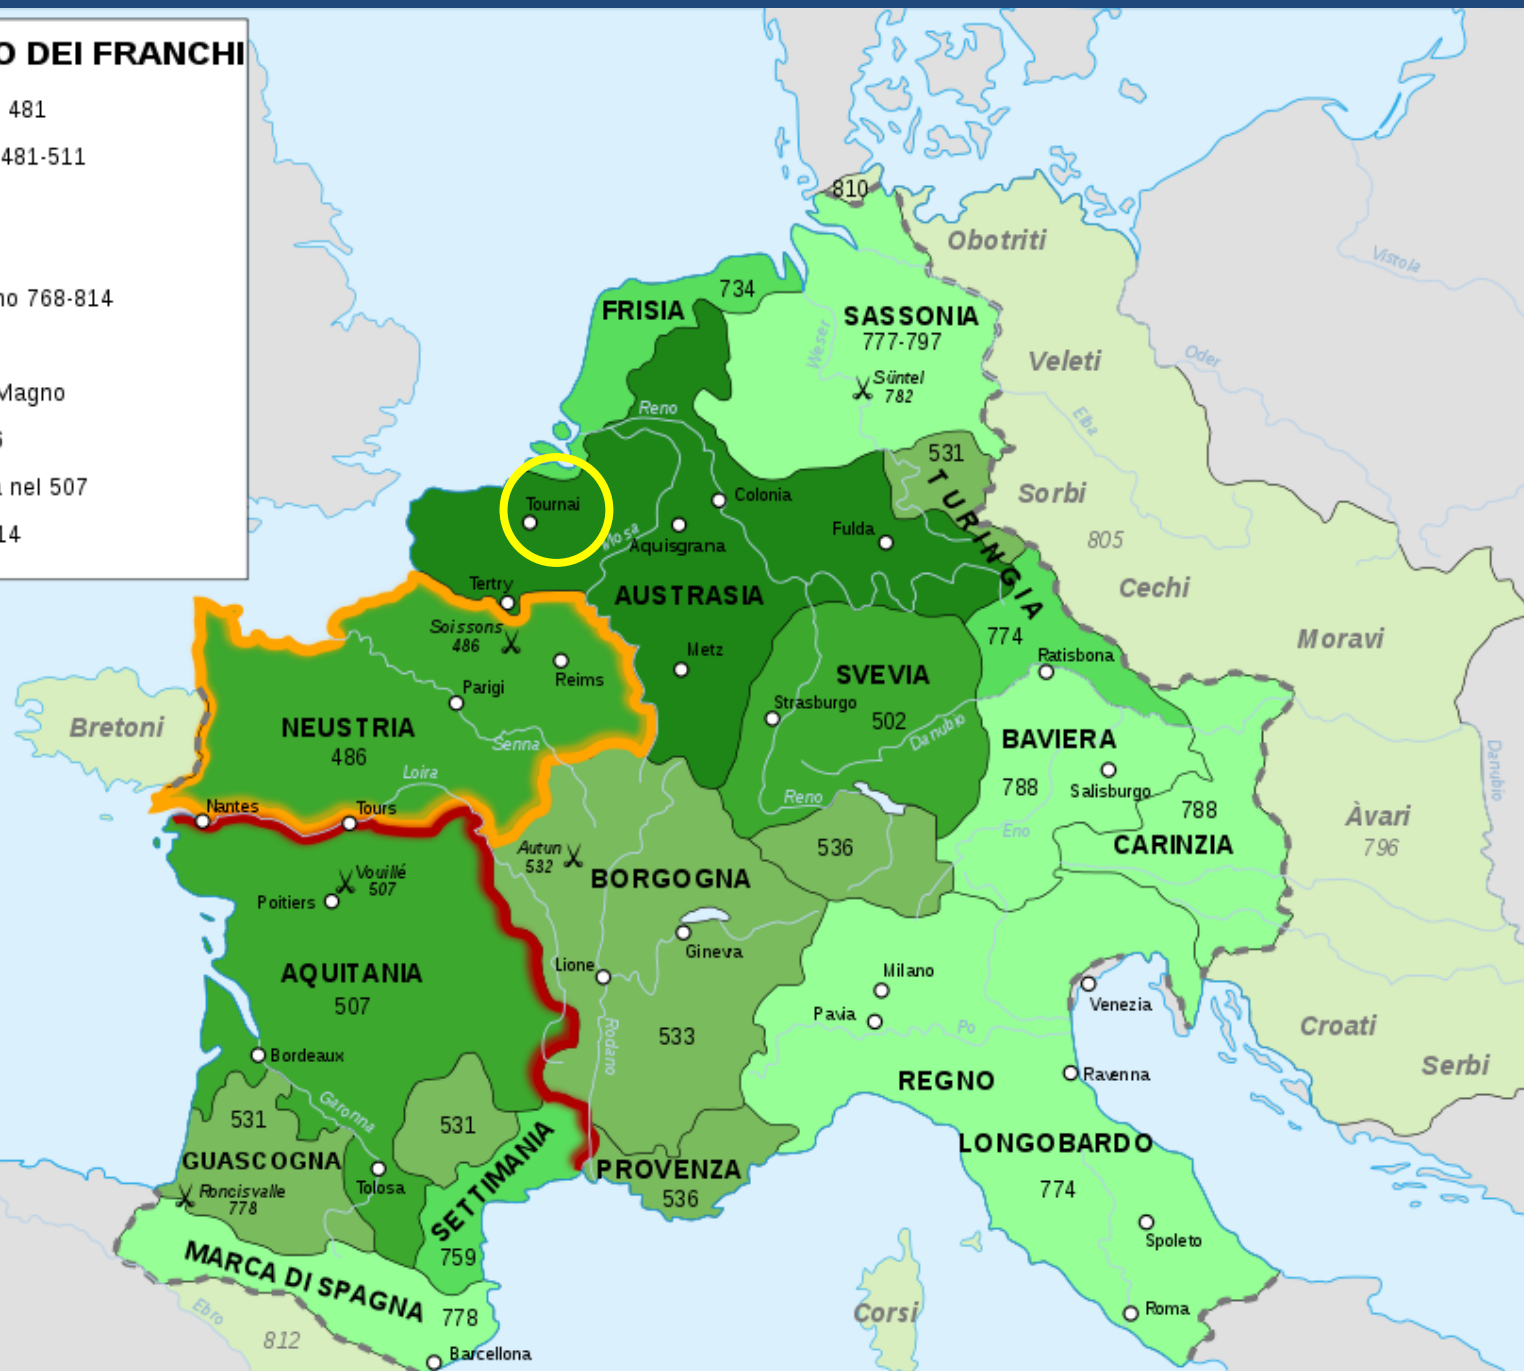 O DEI FRANCHI
481
481-511
no 768-814
Magno
6
a nel 507
14
810
Obotriti
Vistola
734
FRISIA
SASSONIA
777-797
Weser
Veleti
Oder
Süntel
782
Reno
Elba
531
TURINGIA
Sorbi
Colonia
Tournai
Fulda
805
Mosa
Aquisgrana
Cechi
Tertry
AUSTRASIA
Soissons
486
774
Moravi
Metz
Ratisbona
Reims
SVEVIA
Parigi
Strasburgo
502
Bretoni
NEUSTRIA
486
Senna
Danubio
BAVIERA
Danubio
Loira
788
Salisburgo
Reno
Nantes
Tours
788
Àvari
796
Eno
CARINZIA
Autun
532
536
Vouillé
507
BORGOGNA
Poitiers
Ginevra
Lione
AQUITANIA
507
Milano
Venezia
Pavia
Po
Croati
533
Rodano
Bordeaux
REGNO
Ravenna
Serbi
Garonna
531
531
LONGOBARDO
774
GUASCOGNA
SETTIMANIA
PROVENZA
536
Tolosa
Roncisvalle
778
Spoleto
759
MARCA DI SPAGNA
778
Ebro
812
Corsi
Roma
Barcellona